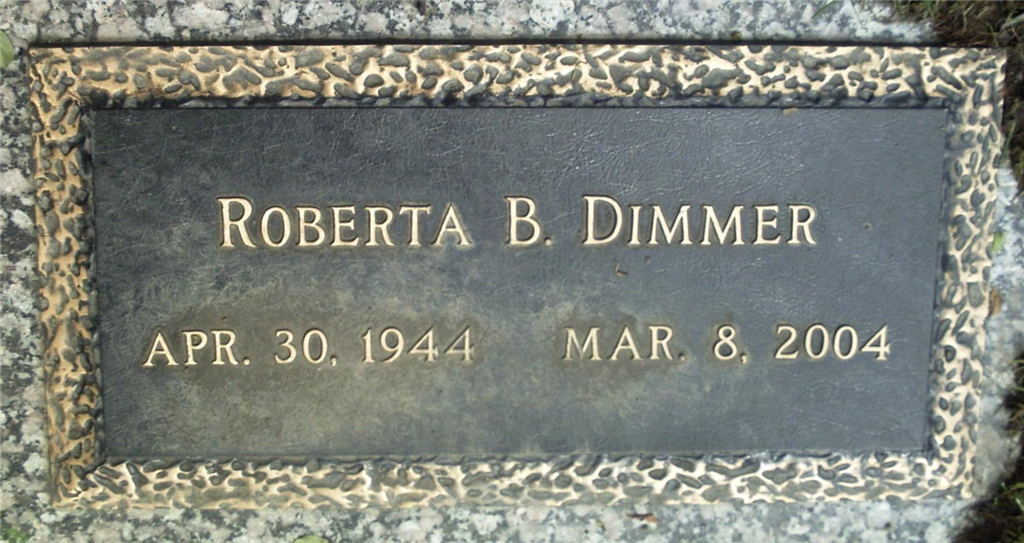 ROBERTA B. DIMMER
APR. 30, 1944 MAR. 8, 2004